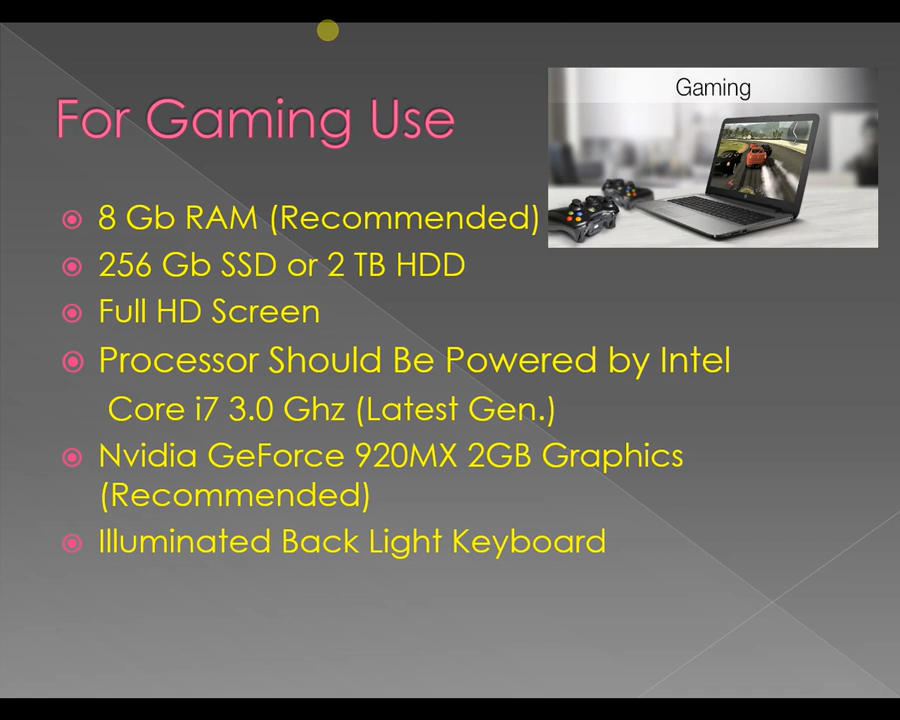 Gaming
For Gaming Use
8 Gb RAM (Recommended)
256 Gb SSD or 2 TB HDD
Full HD Screen
Processor Should Be Powered by Intel
Core i7 3.0 Ghz (Latest Gen.)
Nvidia GeForce 920MX 2GB Graphics
(Recommended)
Illuminated Back Light Keyboard